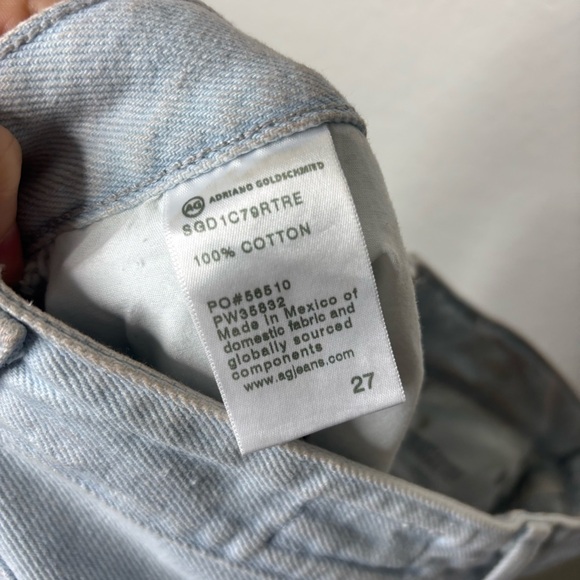 AG ADRIANO GOLDSCHMIED
SGD1C79RTRE
100% COTTON
PO#56510
PW35832
Made in Mexico of
domestic fabric and
globally sourced
components
www.agjeans.com
27